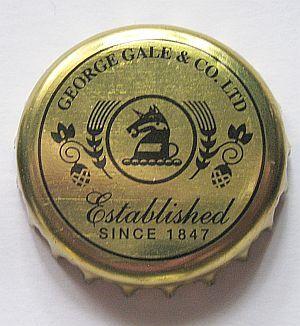 GEORGE GALE & CO. LTD
Established
SINCE 1847